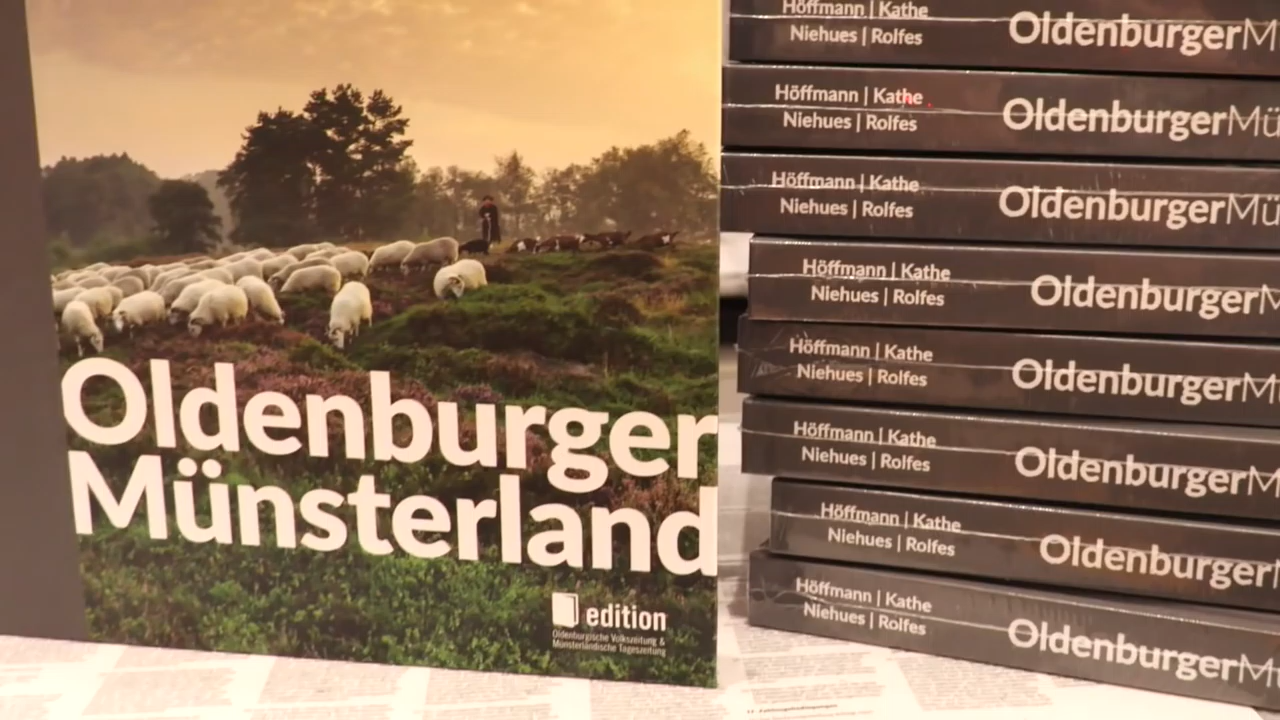 Oldenburger
Münsterland
edition
Oldenburgische Volkszeitung &
Münsterländische Tageszeitung
Höffmann | Kathe
Niehues | Rolfes
OldenburgerM
Höffmann | Kathe
Niehues | Rolfes
OldenburgerMü
Höffmann | Kathe
Niehues | Rolfes
OldenburgerMü
Höffmann | Kathe
Niehues | Rolfes
OldenburgerM
Höffmann | Kathe
Niehues | Rolfes
OldenburgerM
Höffmann | Kathe
Niehues | Rolfes
OldenburgerM
Höffmann | Kathe
Niehues | Rolfes
Oldenburger
Höffmann | Kathe
Niehues | Rolfes
OldenburgerM